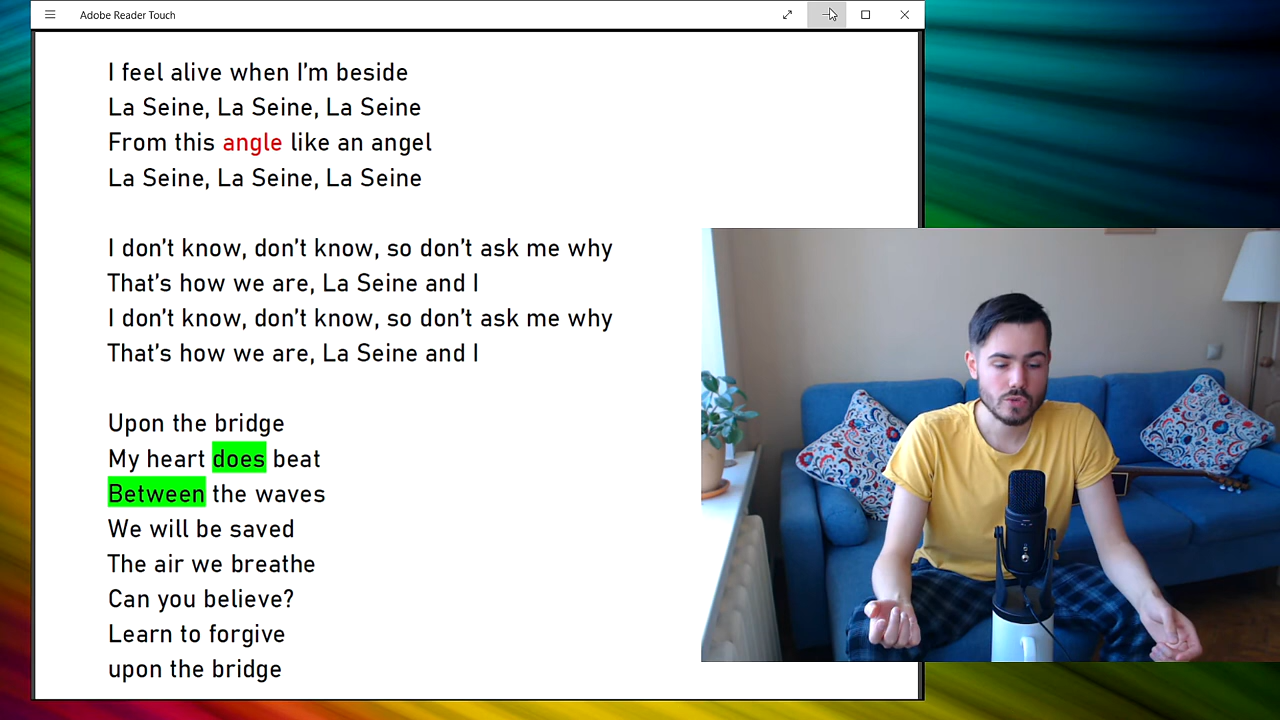 Adobe Reader Touch
I feel alive when I'm beside
La Seine, La Seine, La Seine
From this angle like an angel
La Seine, La Seine, La Seine
I don't know, don't know, so don't ask me why
That's how we are, La Seine and I
I don't know, don't know, so don't ask me why
That's how we are, La Seine and I
Upon the bridge
My heart does beat
Between the waves
We will be saved
The air we breathe
Can you believe?
Learn to forgive
upon the bridge